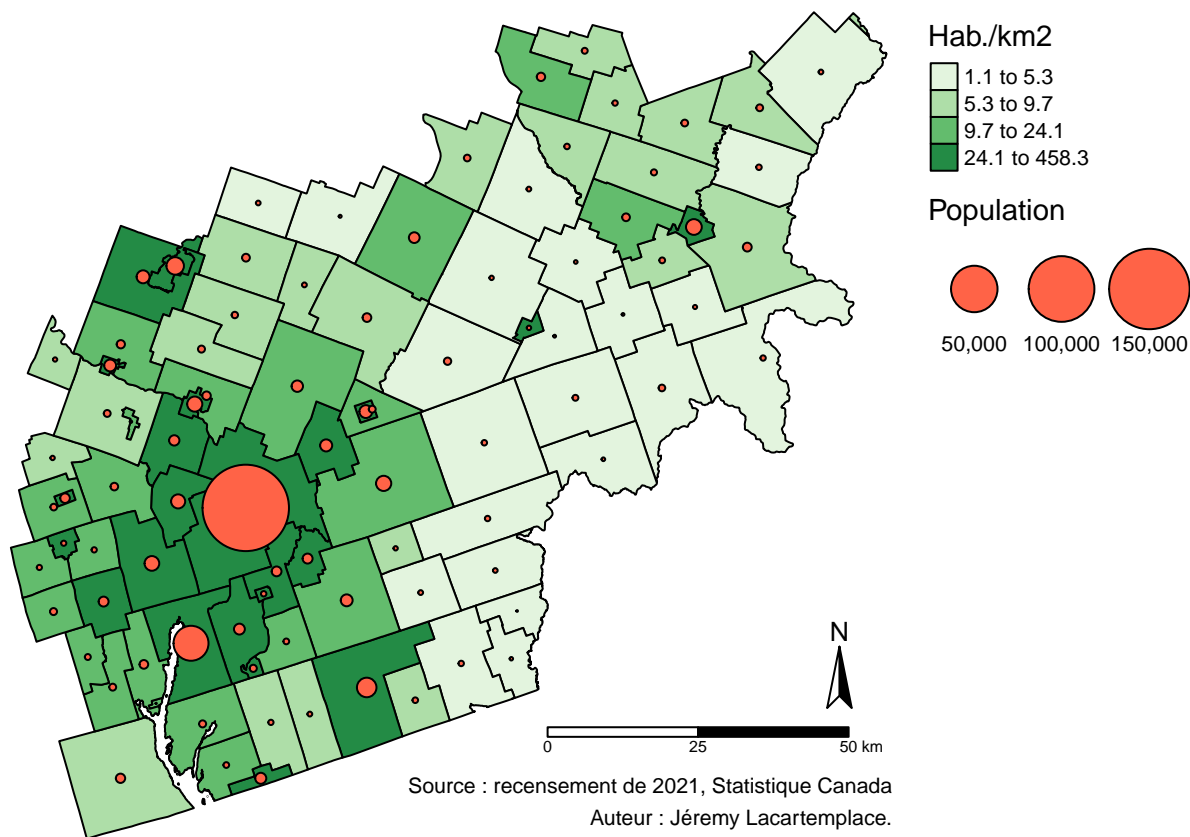 Hab./km2
1.1 to 5.3
5.3 to 9.7
9.7 to 24.1
24.1 to 458.3
Population
50,000 100,000 150,000
N
0 25 50 km
Source : recensement de 2021, Statistique Canada
Auteur : Jéremy Lacartemplace.